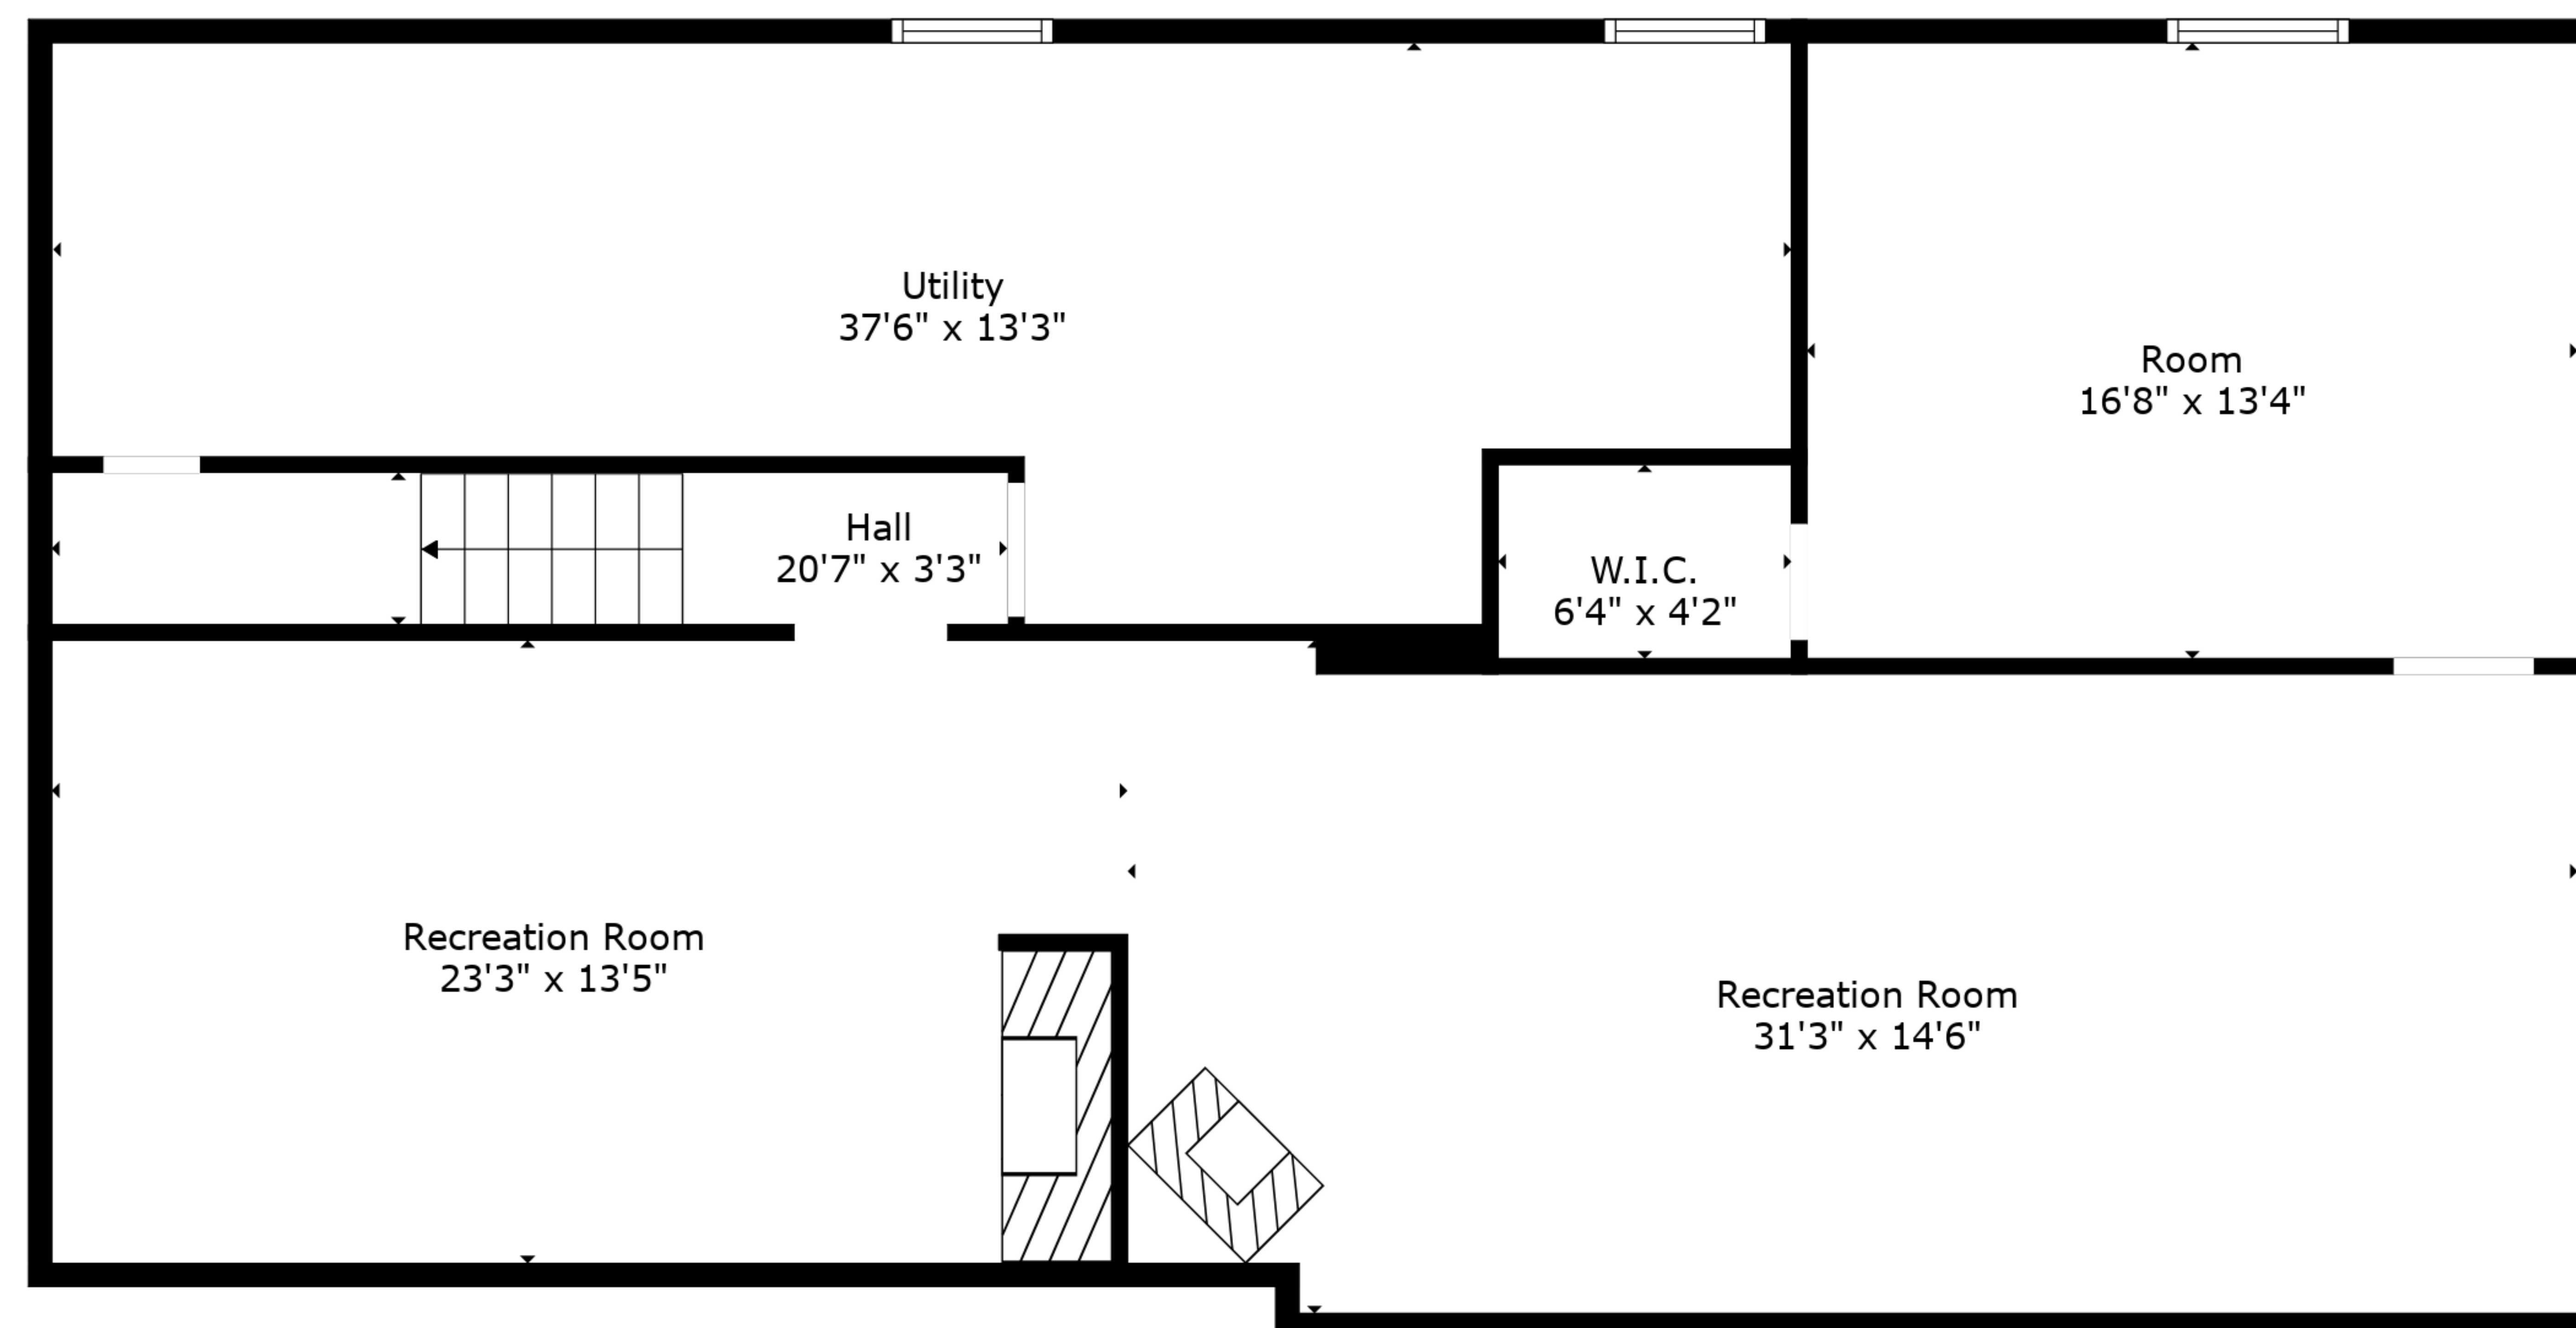 Utility
37'6" x 13'3"
Room
16'8" x 13'4"
Hall
20'7" x 3'3"
W.I.C.
6'4" x 4'2"
Recreation Room
23'3" x 13'5"
Recreation Room
31'3" x 14'6"